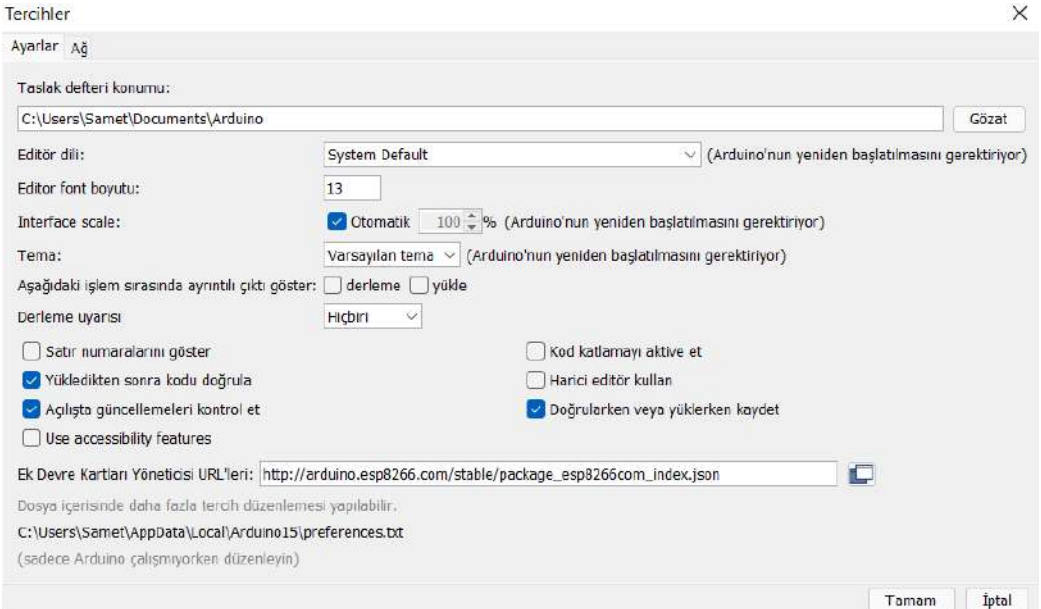 Tercihler
Ayarlar Ağ
Taslak defteri konumu:
C:\Users\Samet\Documents\Arduino Gözat
Editör dili: System Default (Arduino'nun yeniden başlatılmasını gerektiriyor)
Editor font boyutu: 13
Interface scale: Otomatik 100 % (Arduino'nun yeniden başlatılmasını gerektiriyor)
Tema: Varsayılan tema (Arduino'nun yeniden başlatılmasını gerektiriyor)
Aşağıdaki işlem sırasında ayrıntılı çıktı göster: derleme yükle
Derleme uyarısı Hiçbiri
Satır numaralarını göster Kod katlamayı aktive et
Yükledikten sonra kodu doğrula Harici editör kullan
Açılışta güncellemeleri kontrol et Doğrularken veya yüklerken kaydet
Use accessibility features
Ek Devre Kartları Yöneticisi URL'leri: http://arduino.esp8266.com/stable/package_esp8266com_index.json
Dosya içerisinde daha fazla tercih düzenlemesi yapılabilir.
C:\Users\Samet\AppData\Local\Arduino15\preferences.txt
(sadece Arduino çalışmıyorken düzenleyin)
Tamam İptal